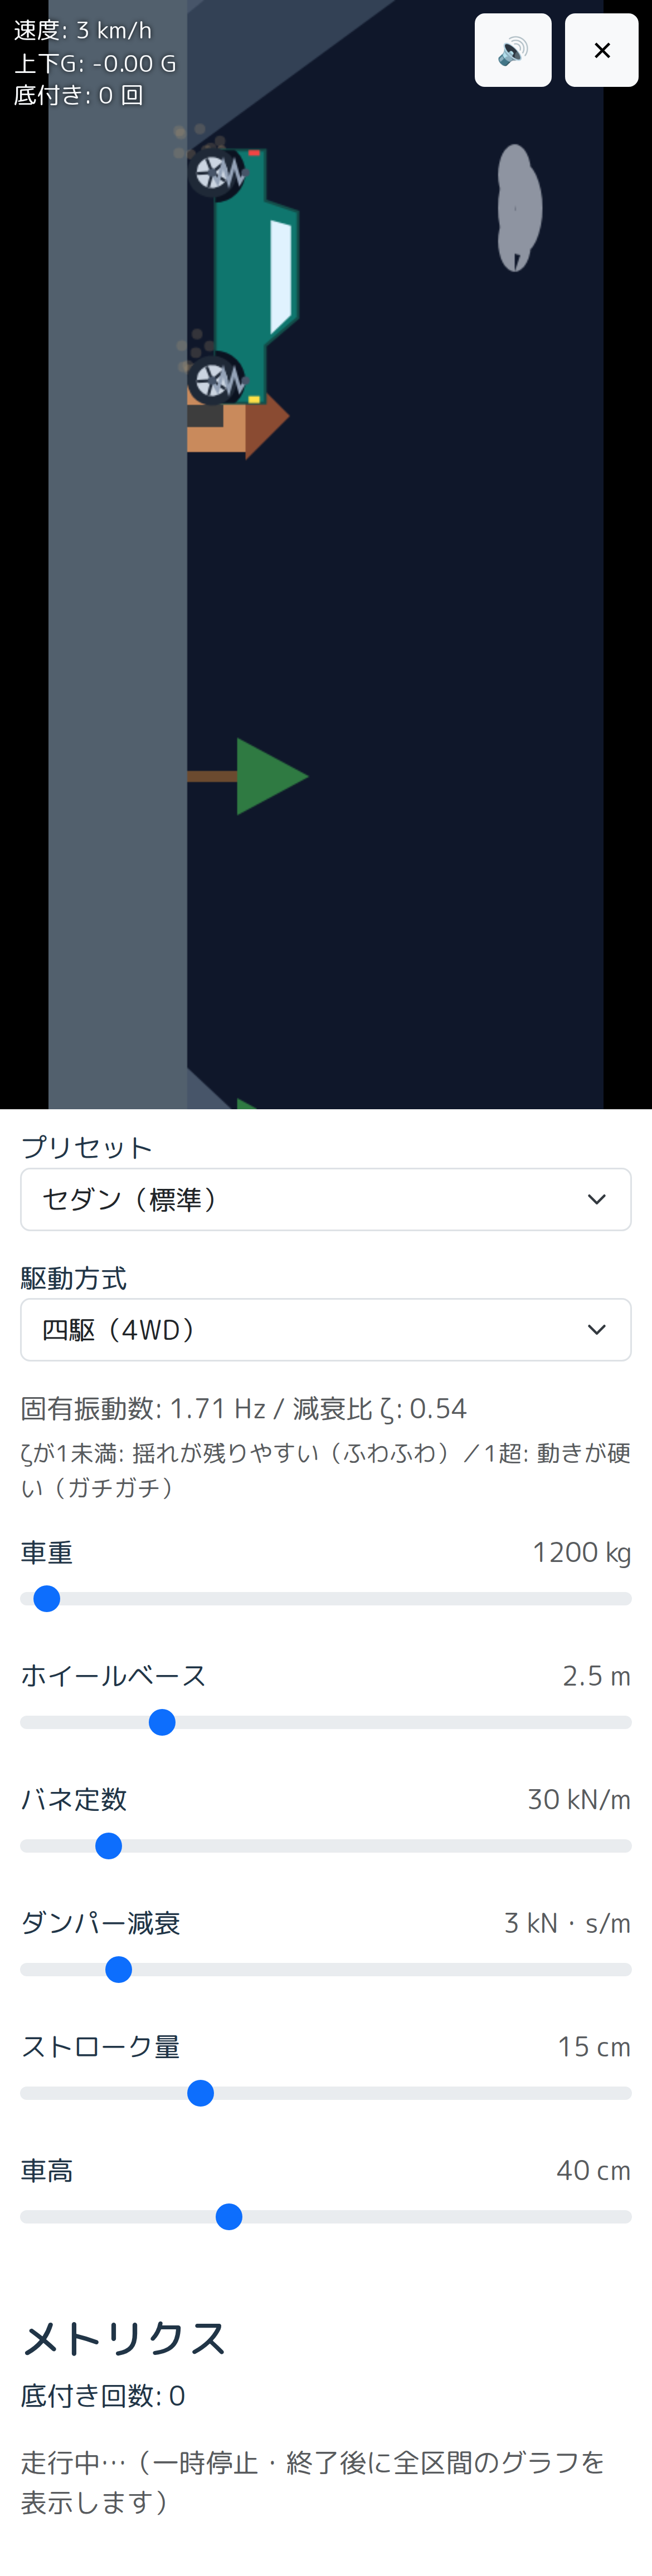 速度: 3 km/h
上下G: -0.00 G
底付き: 0 回
プリセット
セダン（標準）
駆動方式
四駆（4WD）
固有振動数: 1.71 Hz / 減衰比 ζ: 0.54
ζが1未満: 揺れが残りやすい（ふわふわ）／1超: 動きが硬
い（ガチガチ）
車重 1200 kg
ホイールベース 2.5 m
バネ定数 30 kN/m
ダンパー減衰 3 kN・s/m
ストローク量 15 cm
車高 40 cm
メトリクス
底付き回数: 0
走行中…（一時停止・終了後に全区間のグラフを
表示します）